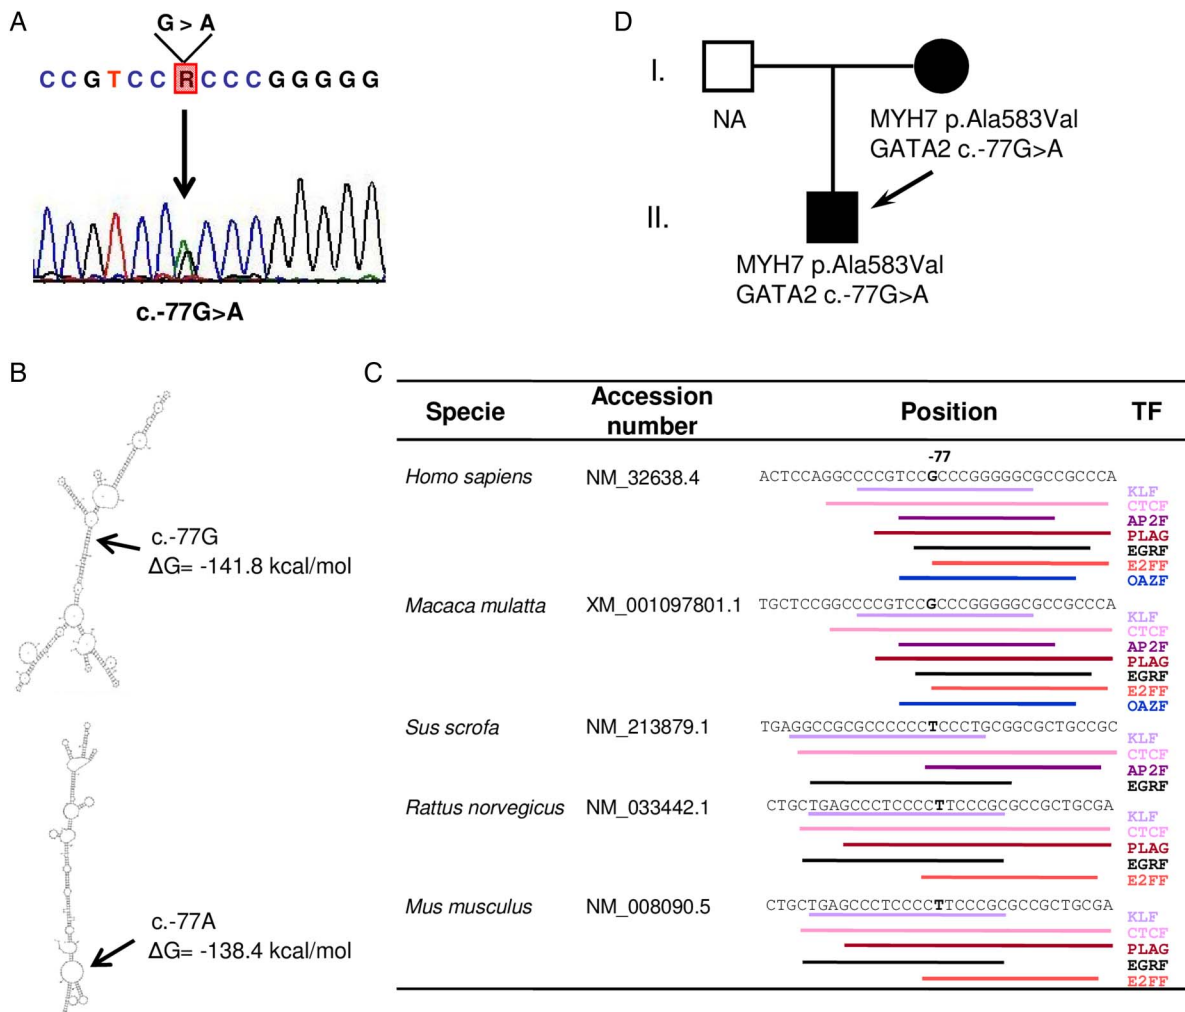 A
G > A
CCGTCCRCCCGGGGG
c.-77G>A
D
I.
NA
MYH7 p.Ala583Val
GATA2 c.-77G>A
II.
MYH7 p.Ala583Val
GATA2 c.-77G>A
B
c.-77G
ΔG= -141.8 kcal/mol
c.-77A
ΔG= -138.4 kcal/mol
C
Specie Accession number Position TF
-77
Homo sapiens NM_32638.4 ACTCCAGGCCCCGTCCGCCCGGGGGCGCCGCCCA
KLF
CTCF
AP2F
PLAG
EGRF
E2FF
OAZF
Macaca mulatta XM_001097801.1 TGCTCCGGCCCCGTCCGCCCGGGGGCGCCGCCCA
KLF
CTCF
AP2F
PLAG
EGRF
E2FF
OAZF
Sus scrofa NM_213879.1 TGAGGCCGCGCCCCCCTCCCTGCGGCGCTGCCGC
KLF
CTCF
AP2F
EGRF
Rattus norvegicus NM_033442.1 CTGCTGAGCCCTCCCCTTCCCGCGCCGCTGCGA
KLF
CTCF
PLAG
EGRF
E2FF
Mus musculus NM_008090.5 CTGCTGAGCCCTCCCCTTCCCGCGCCGCTGCGA
KLF
CTCF
PLAG
EGRF
E2FF